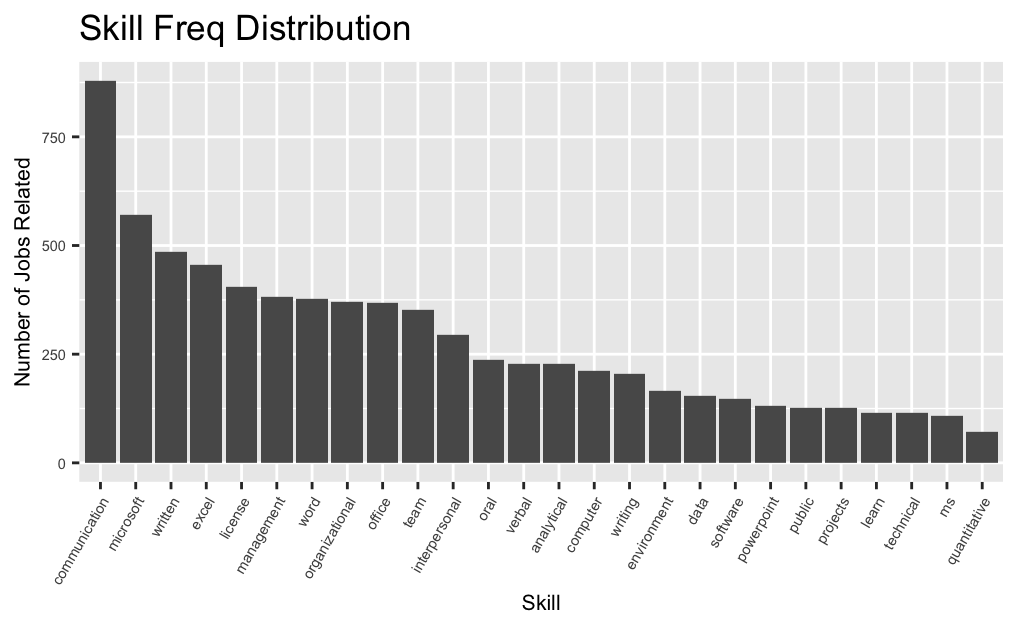 Skill Freq Distribution
Number of Jobs Related
750
500
250
0
communication
microsoft
written
excel
license
management
word
organizational
office
team
interpersonal
oral
verbal
analytical
computer
writing
environment
data
software
powerpoint
public
projects
learn
technical
ms
quantitative
Skill